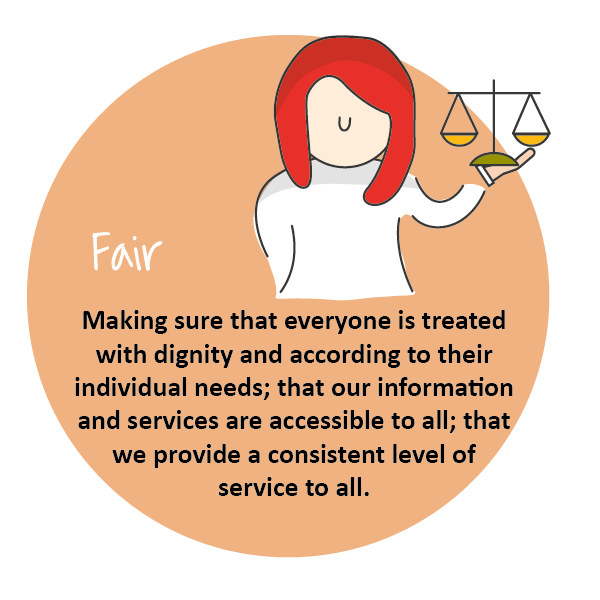 Fair
Making sure that everyone is treated
with dignity and according to their
individual needs; that our information
and services are accessible to all; that
we provide a consistent level of
service to all.